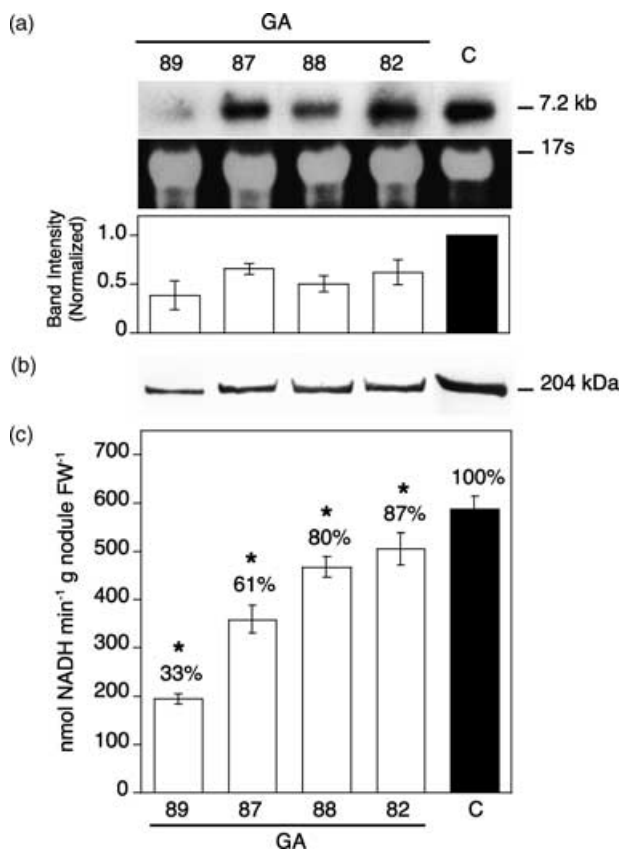 (a)
GA
89 87 88 82 C
7.2 kb
17s
Band Intensity
(Normalized)
1.0
0.5
0
(b)
204 kDa
(c)
nmol NADH min⁻¹ g nodule FW⁻¹
700
600
500
400
300
200
100
0
* 33%
* 61%
* 80%
* 87%
100%
89 87 88 82 C
GA